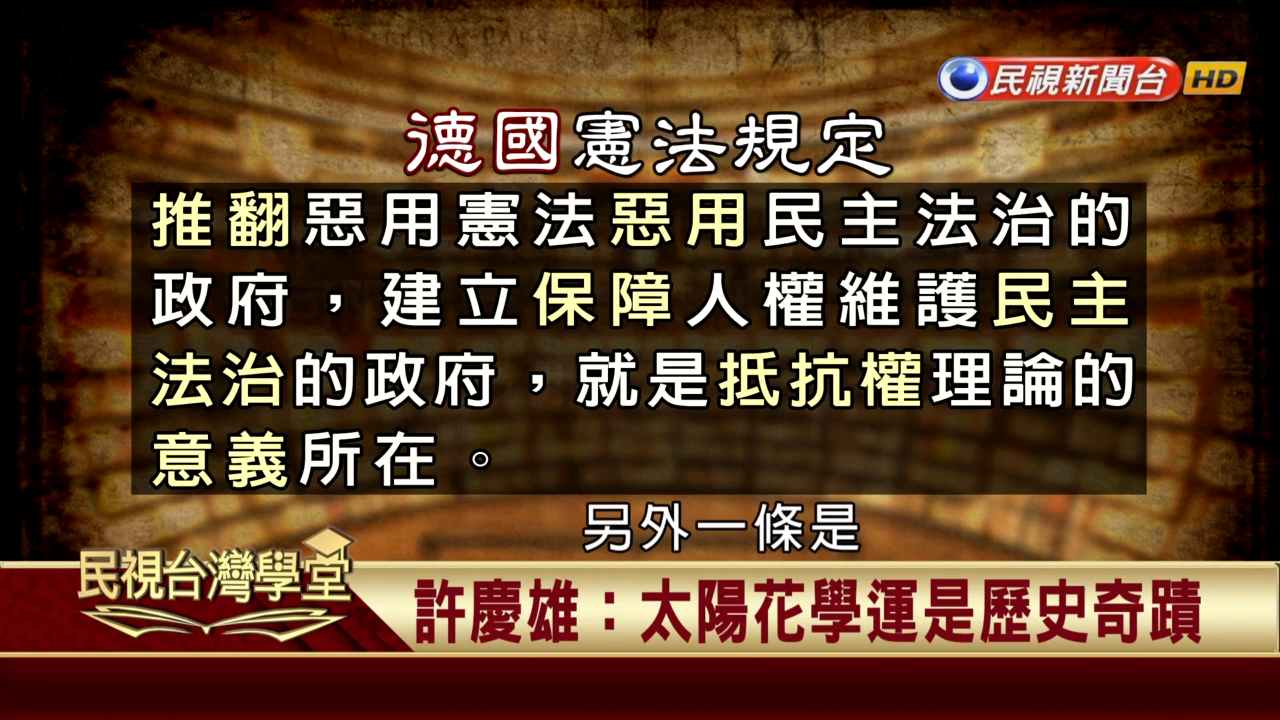 民視新聞台 HD
德國憲法規定
推翻惡用憲法惡用民主法治的
政府，建立保障人權維護民主
法治的政府，就是抵抗權理論的
意義所在。
另外一條是
民視台灣學堂
許慶雄：太陽花學運是歷史奇蹟